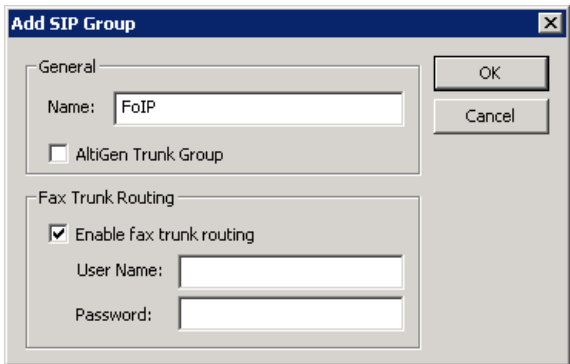 Add SIP Group
General
OK
Name: FoIP
Cancel
AltiGen Trunk Group
Fax Trunk Routing
Enable fax trunk routing
User Name:
Password: